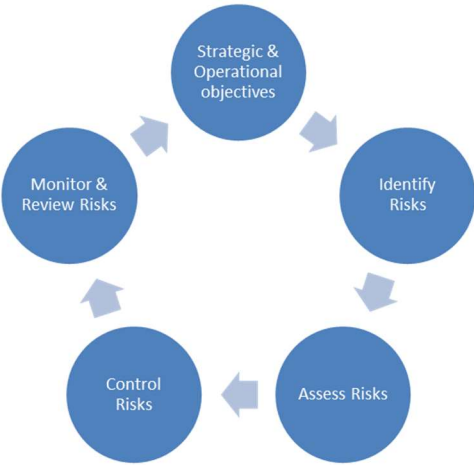 Strategic &
Operational
objectives
Identify
Risks
Assess Risks
Control
Risks
Monitor &
Review Risks